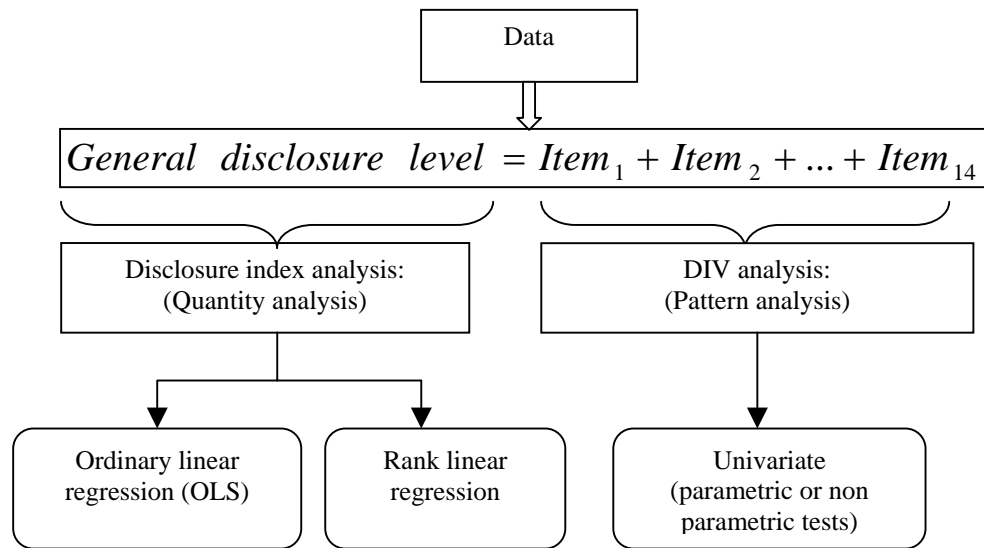 Data
General disclosure level = Item₁ + Item₂ + ... + Item₁₄
Disclosure index analysis:
(Quantity analysis)
DIV analysis:
(Pattern analysis)
Ordinary linear
regression (OLS)
Rank linear
regression
Univariate
(parametric or non
parametric tests)